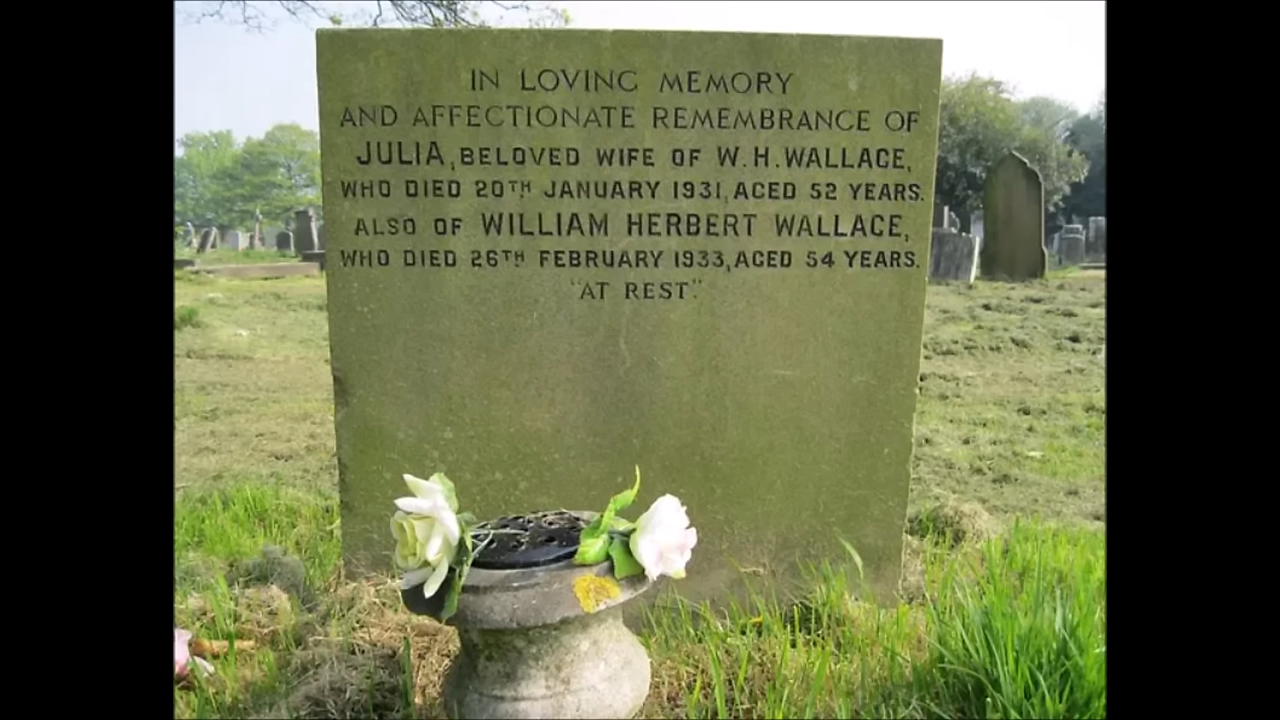 IN LOVING MEMORY
AND AFFECTIONATE REMEMBRANCE OF
JULIA, BELOVED WIFE OF W.H.WALLACE,
WHO DIED 20TH JANUARY 1931, AGED 52 YEARS.
ALSO OF WILLIAM HERBERT WALLACE,
WHO DIED 26TH FEBRUARY 1933, AGED 54 YEARS.
"AT REST."